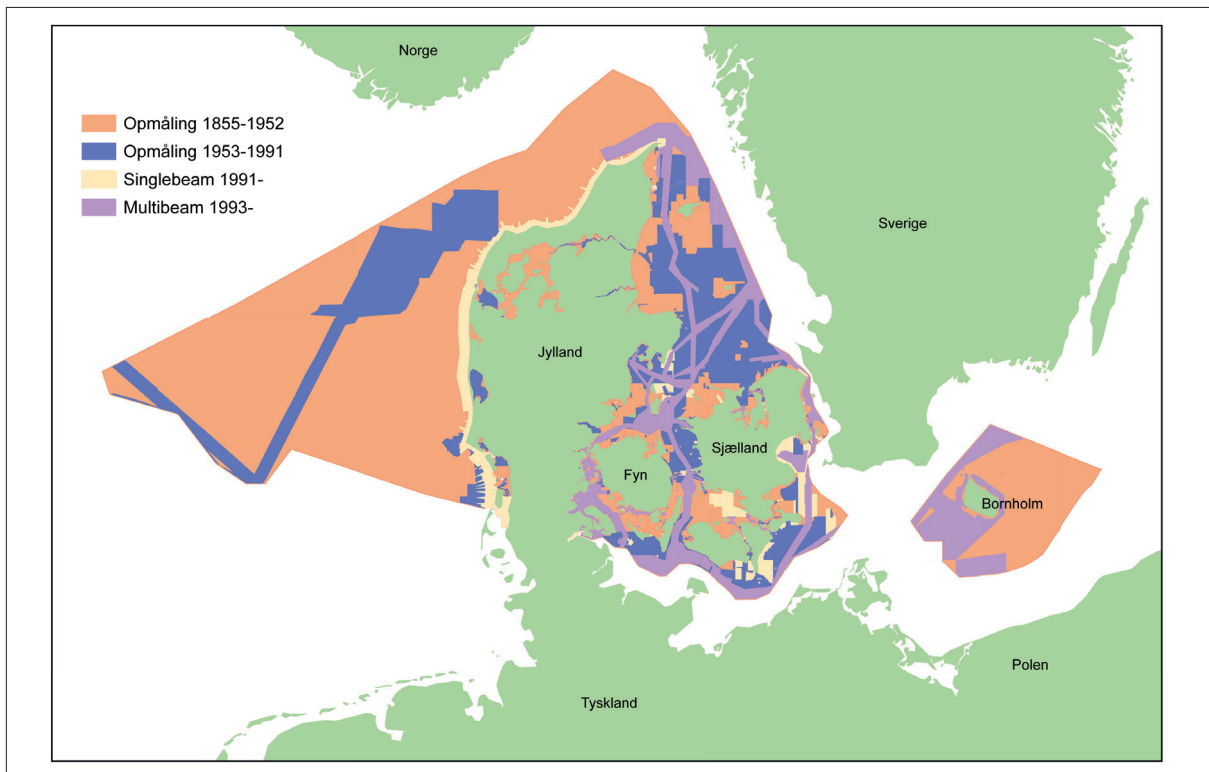 Norge
Opmåling 1855-1952
Opmåling 1953-1991
Singlebeam 1991-
Multibeam 1993-
Sverige
Jylland
Sjælland
Fyn
Bornholm
Polen
Tyskland